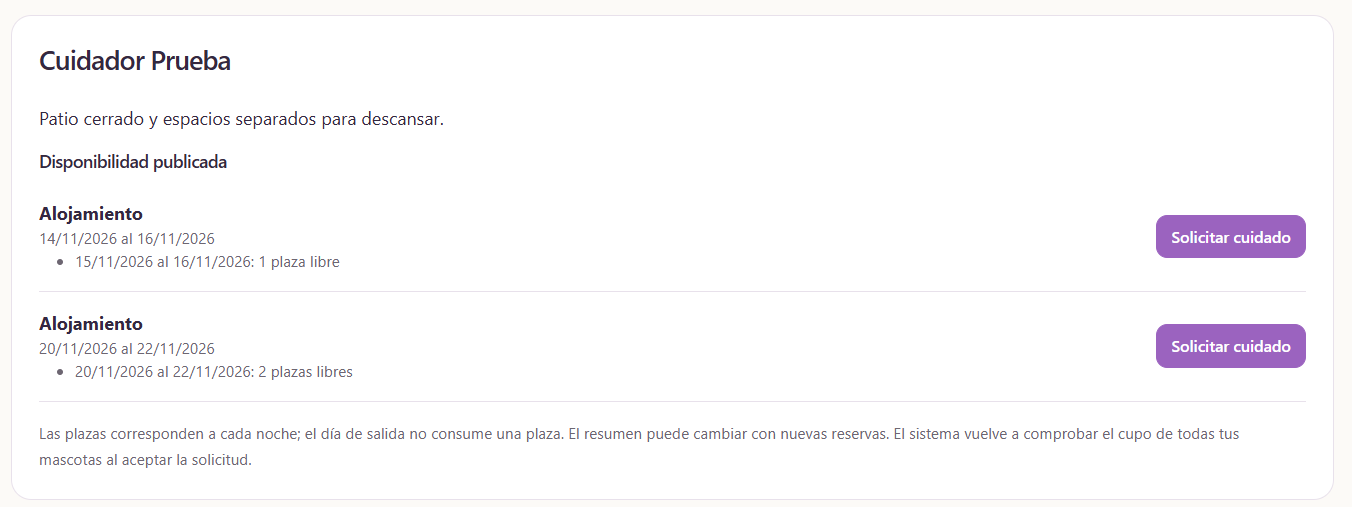 Cuidador Prueba
Patio cerrado y espacios separados para descansar.
Disponibilidad publicada
Alojamiento
14/11/2026 al 16/11/2026
• 15/11/2026 al 16/11/2026: 1 plaza libre
Solicitar cuidado
Alojamiento
20/11/2026 al 22/11/2026
• 20/11/2026 al 22/11/2026: 2 plazas libres
Solicitar cuidado
Las plazas corresponden a cada noche; el día de salida no consume una plaza. El resumen puede cambiar con nuevas reservas. El sistema vuelve a comprobar el cupo de todas tus
mascotas al aceptar la solicitud.